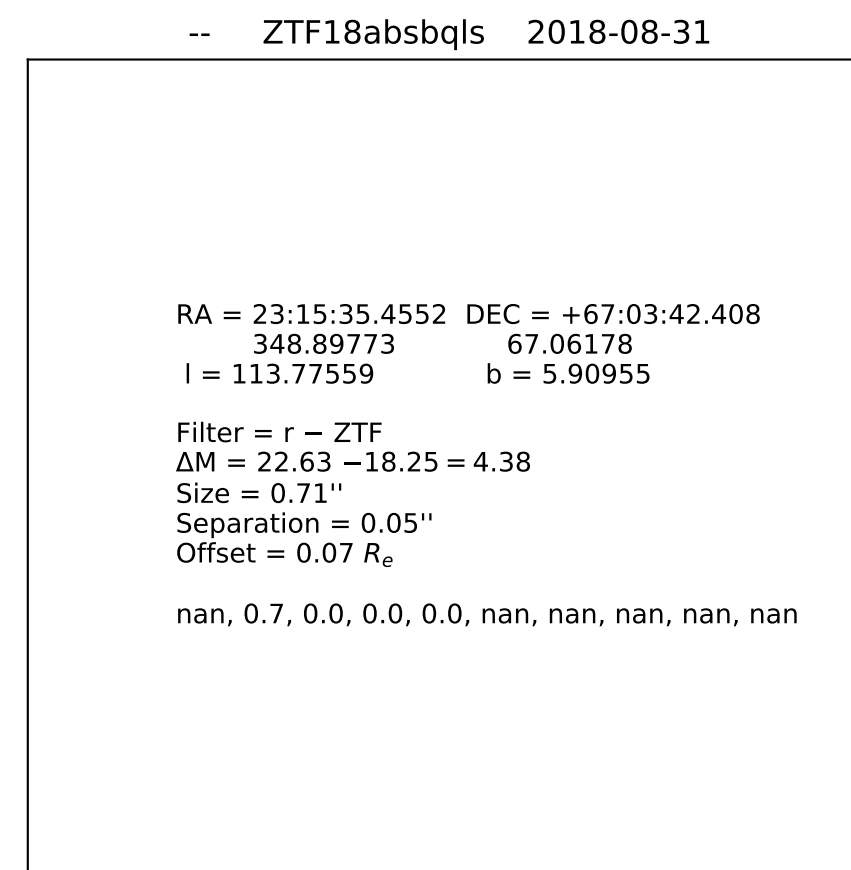 -- ZTF18absbqls 2018-08-31
RA = 23:15:35.4552 DEC = +67:03:42.408
348.89773 67.06178
l = 113.77559 b = 5.90955
Filter = r − ZTF
ΔM = 22.63 −18.25 = 4.38
Size = 0.71''
Separation = 0.05''
Offset = 0.07 Rₑ
nan, 0.7, 0.0, 0.0, 0.0, nan, nan, nan, nan, nan